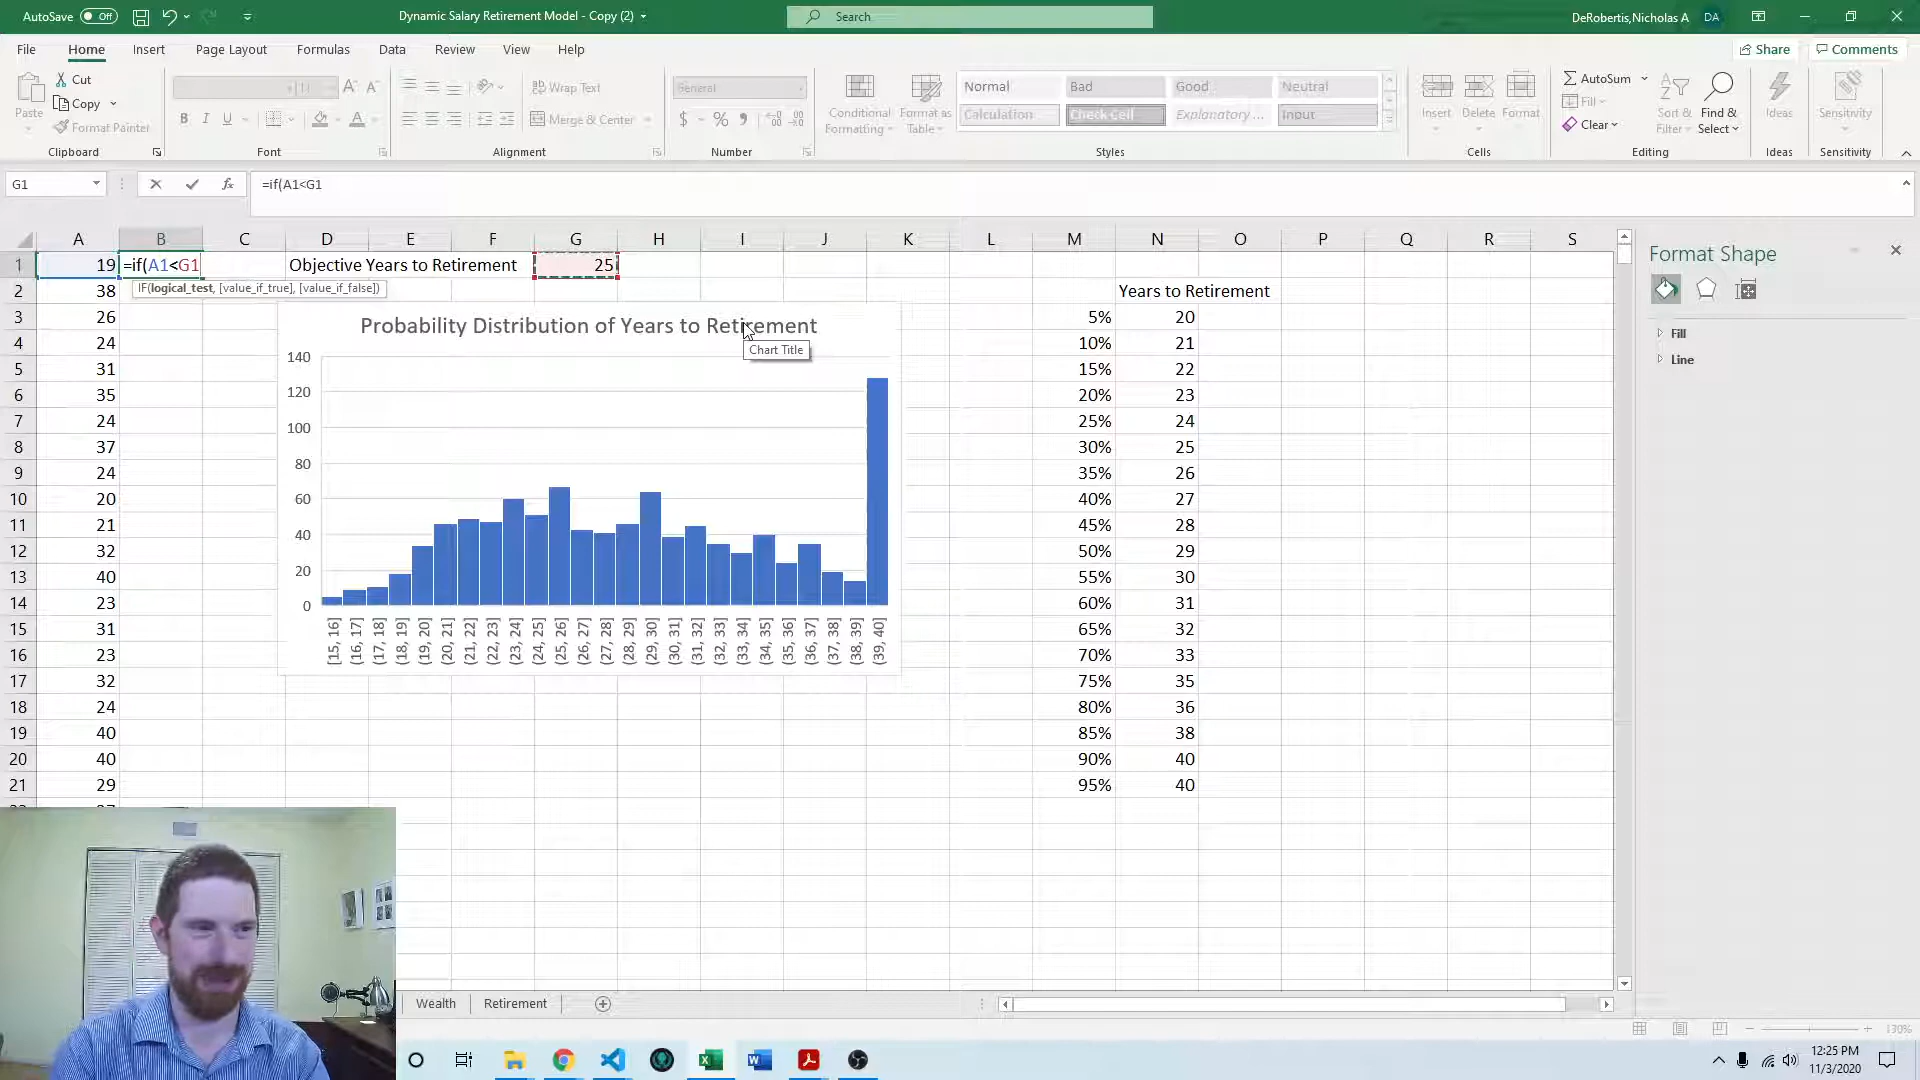 AutoSave Off
Dynamic Salary Retirement Model - Copy (2)
Search
DeRobertis,Nicholas A DA
File Home Insert Page Layout Formulas Data Review View Help
Share Comments
Paste
Cut
Copy
Format Painter
Clipboard
11
B I U A
Font
Wrap Text
Merge & Center
Alignment
General
$ %
Number
Conditional Formatting
Format as Table
Normal Bad Good Neutral
Calculation Check Cell Explanatory ... Input
Styles
Insert Delete Format
Cells
AutoSum
Fill
Clear
Sort & Filter
Find & Select
Editing
Ideas
Ideas
Sensitivity
Sensitivity
G1 fx =if(A1<G1
A B C D E F G H I J K L M N O P Q R S
1 19 =if(A1<G1 Objective Years to Retirement 25
IF(logical_test, [value_if_true], [value_if_false])
2 38 Years to Retirement
3 26 5% 20
4 24 10% 21
5 31 15% 22
6 35 20% 23
7 24 25% 24
8 37 30% 25
9 24 35% 26
10 20 40% 27
11 21 45% 28
12 32 50% 29
13 40 55% 30
14 23 60% 31
15 31 65% 32
16 23 70% 33
17 32 75% 35
18 24 80% 36
19 40 85% 38
20 40 90% 40
21 29 95% 40
Probability Distribution of Years to Retirement
Chart Title
140
120
100
80
60
40
20
0
[15, 16] (16, 17] (17, 18] (18, 19] (19, 20] (20, 21] (21, 22] (22, 23] (23, 24] (24, 25] (25, 26] (26, 27] (27, 28] (28, 29] (29, 30] (30, 31] (31, 32] (32, 33] (33, 34] (34, 35] (35, 36] (36, 37] (37, 38] (38, 39] (39, 40]
Format Shape
Fill
Line
Wealth Retirement
130%
12:25 PM
11/3/2020